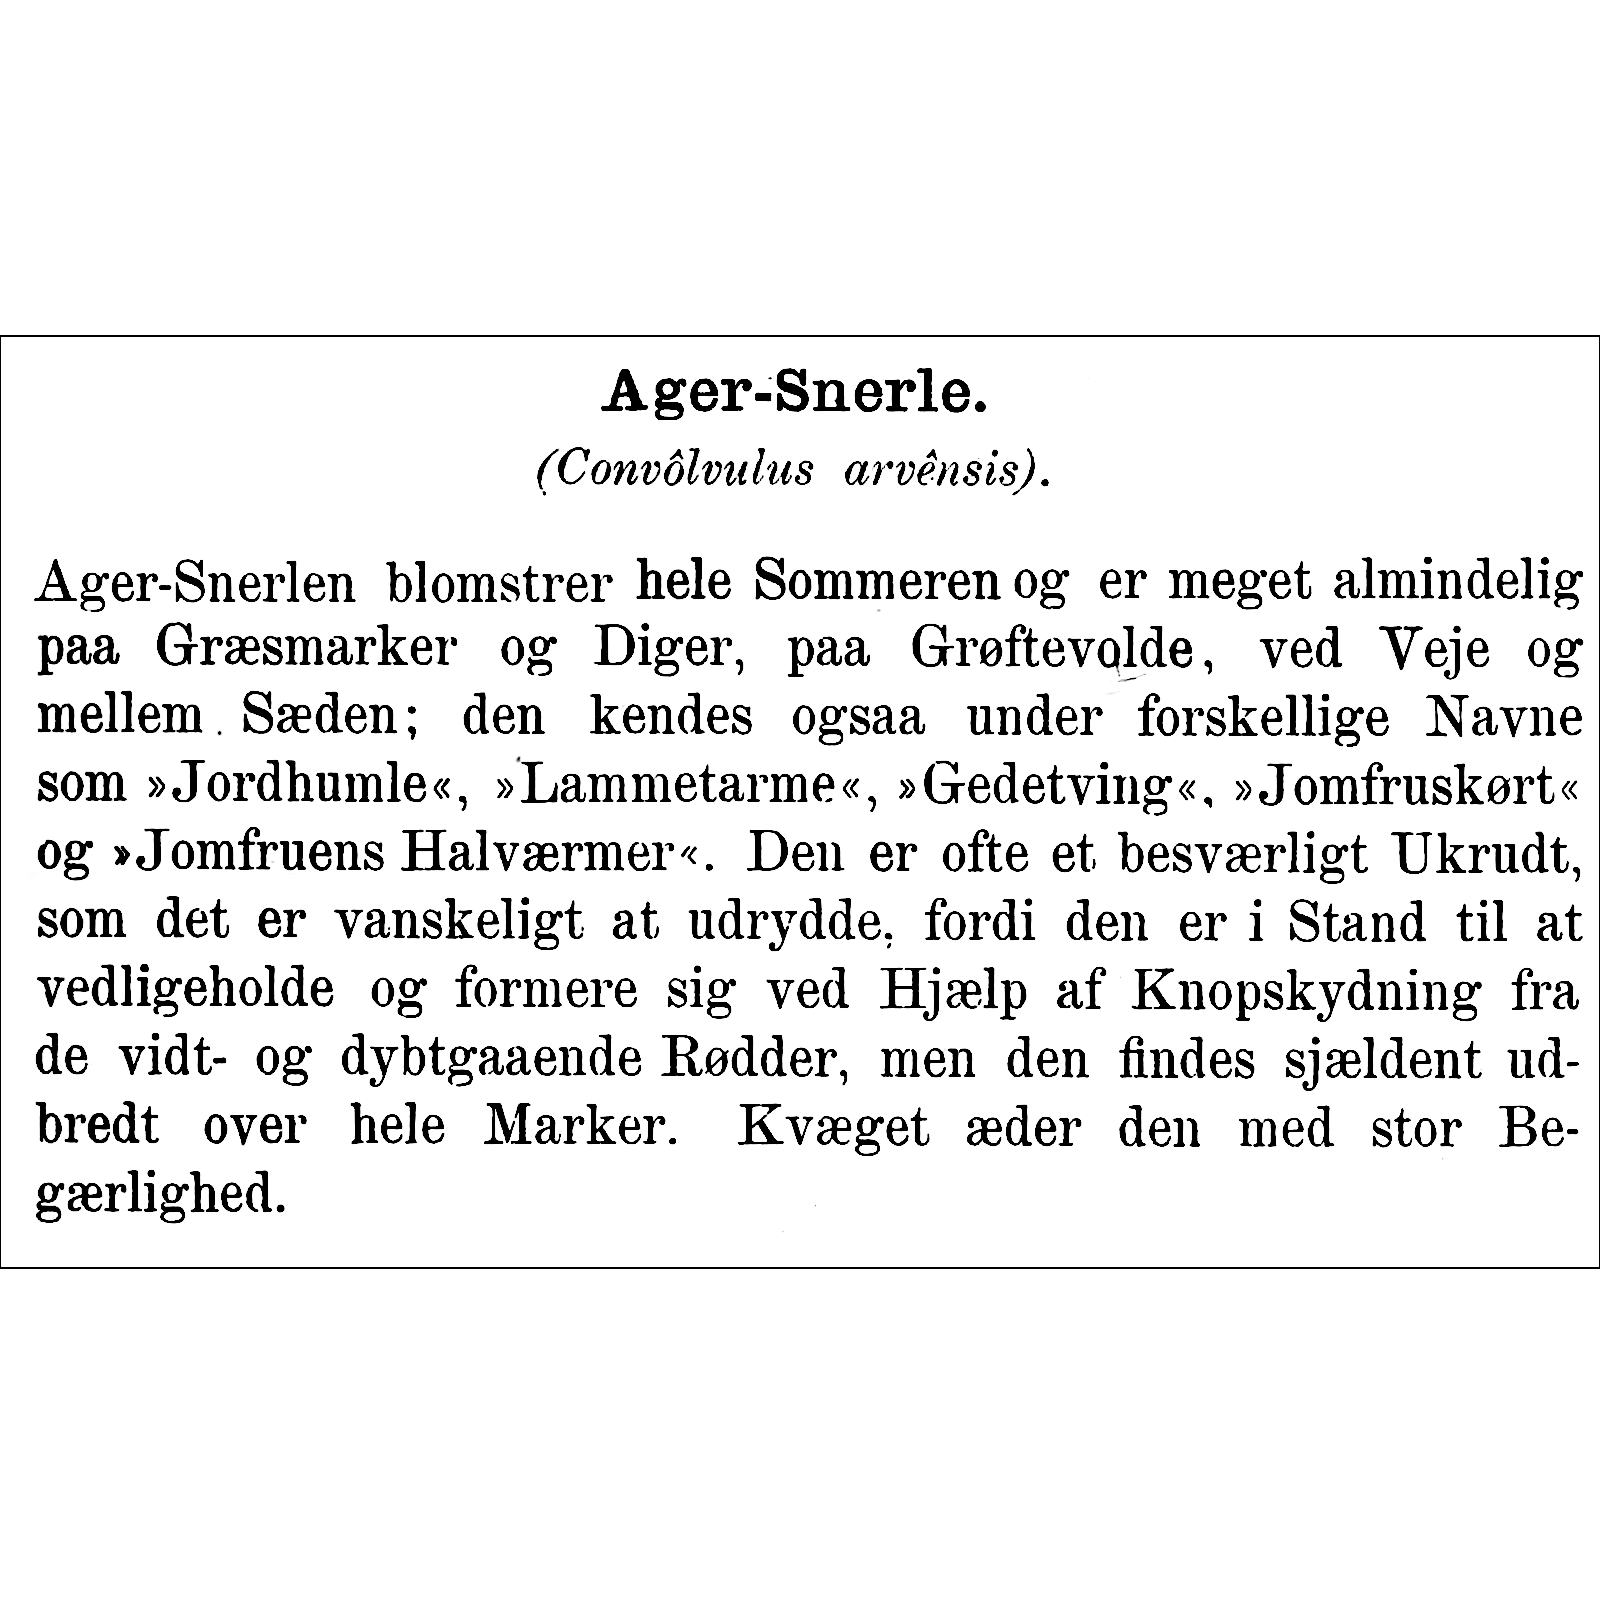 Ager-Snerle.
(Convôlvulus arvênsis).
Ager-Snerlen blomstrer hele Sommeren og er meget almindelig
paa Græsmarker og Diger, paa Grøftevolde, ved Veje og
mellem Sæden; den kendes ogsaa under forskellige Navne
som »Jordhumle«, »Lammetarme«, »Gedetving«, »Jomfruskørt«
og »Jomfruens Halværmer«. Den er ofte et besværligt Ukrudt,
som det er vanskeligt at udrydde, fordi den er i Stand til at
vedligeholde og formere sig ved Hjælp af Knopskydning fra
de vidt- og dybtgaaende Rødder, men den findes sjældent ud-
bredt over hele Marker. Kvæget æder den med stor Be-
gærlighed.